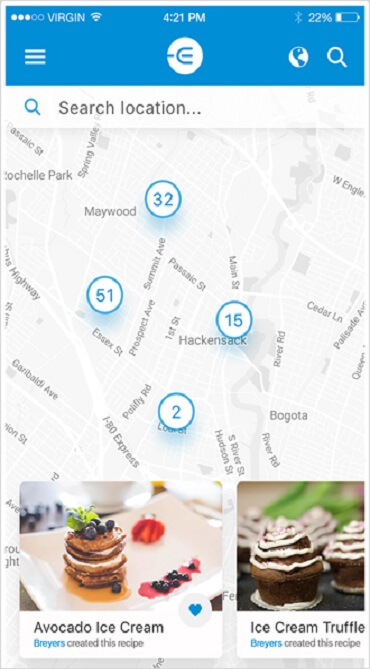 VIRGIN
4:21 PM
22%
Search location...
Passaic St
Spring Valley
Rochelle Park
W Engle
32
Maywood
Summit Ave
Passaic St
Main St
51
15
Prospect Ave
1st St
Essex St
Hackensack
Cedar Ln
Palisade Ave
River Rd
Garibaldi Ave
Polifly Rd
2
Bogota
I-80 Express
Hudson St
S River St
River Rd
Avocado Ice Cream
Breyers created this recipe
Ice Cream Truffle
Breyers created this recipe